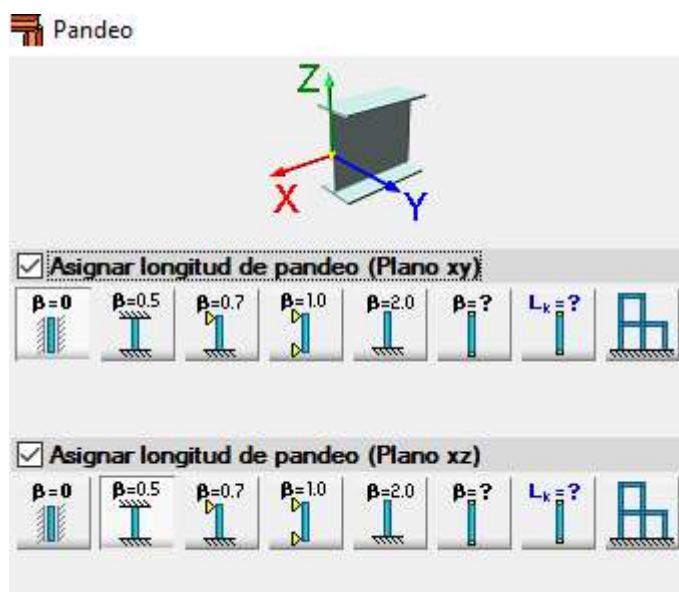 Pandeo
Z
X
Y
Asignar longitud de pandeo (Plano xy)
β=0 β=0.5 β=0.7 β=1.0 β=2.0 β=? Lk=?
Asignar longitud de pandeo (Plano xz)
β=0 β=0.5 β=0.7 β=1.0 β=2.0 β=? Lk=?